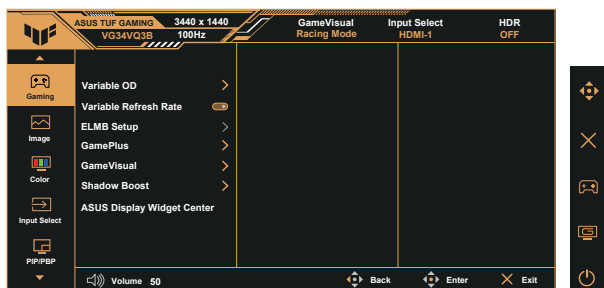 ASUS TUF GAMING 3440 x 1440 GameVisual Input Select HDR
VG34VQ3B 100Hz Racing Mode HDMI-1 OFF
Gaming
Image
Color
Input Select
PIP/PBP
Variable OD
Variable Refresh Rate
ELMB Setup
GamePlus
GameVisual
Shadow Boost
ASUS Display Widget Center
Volume 50 Back Enter Exit